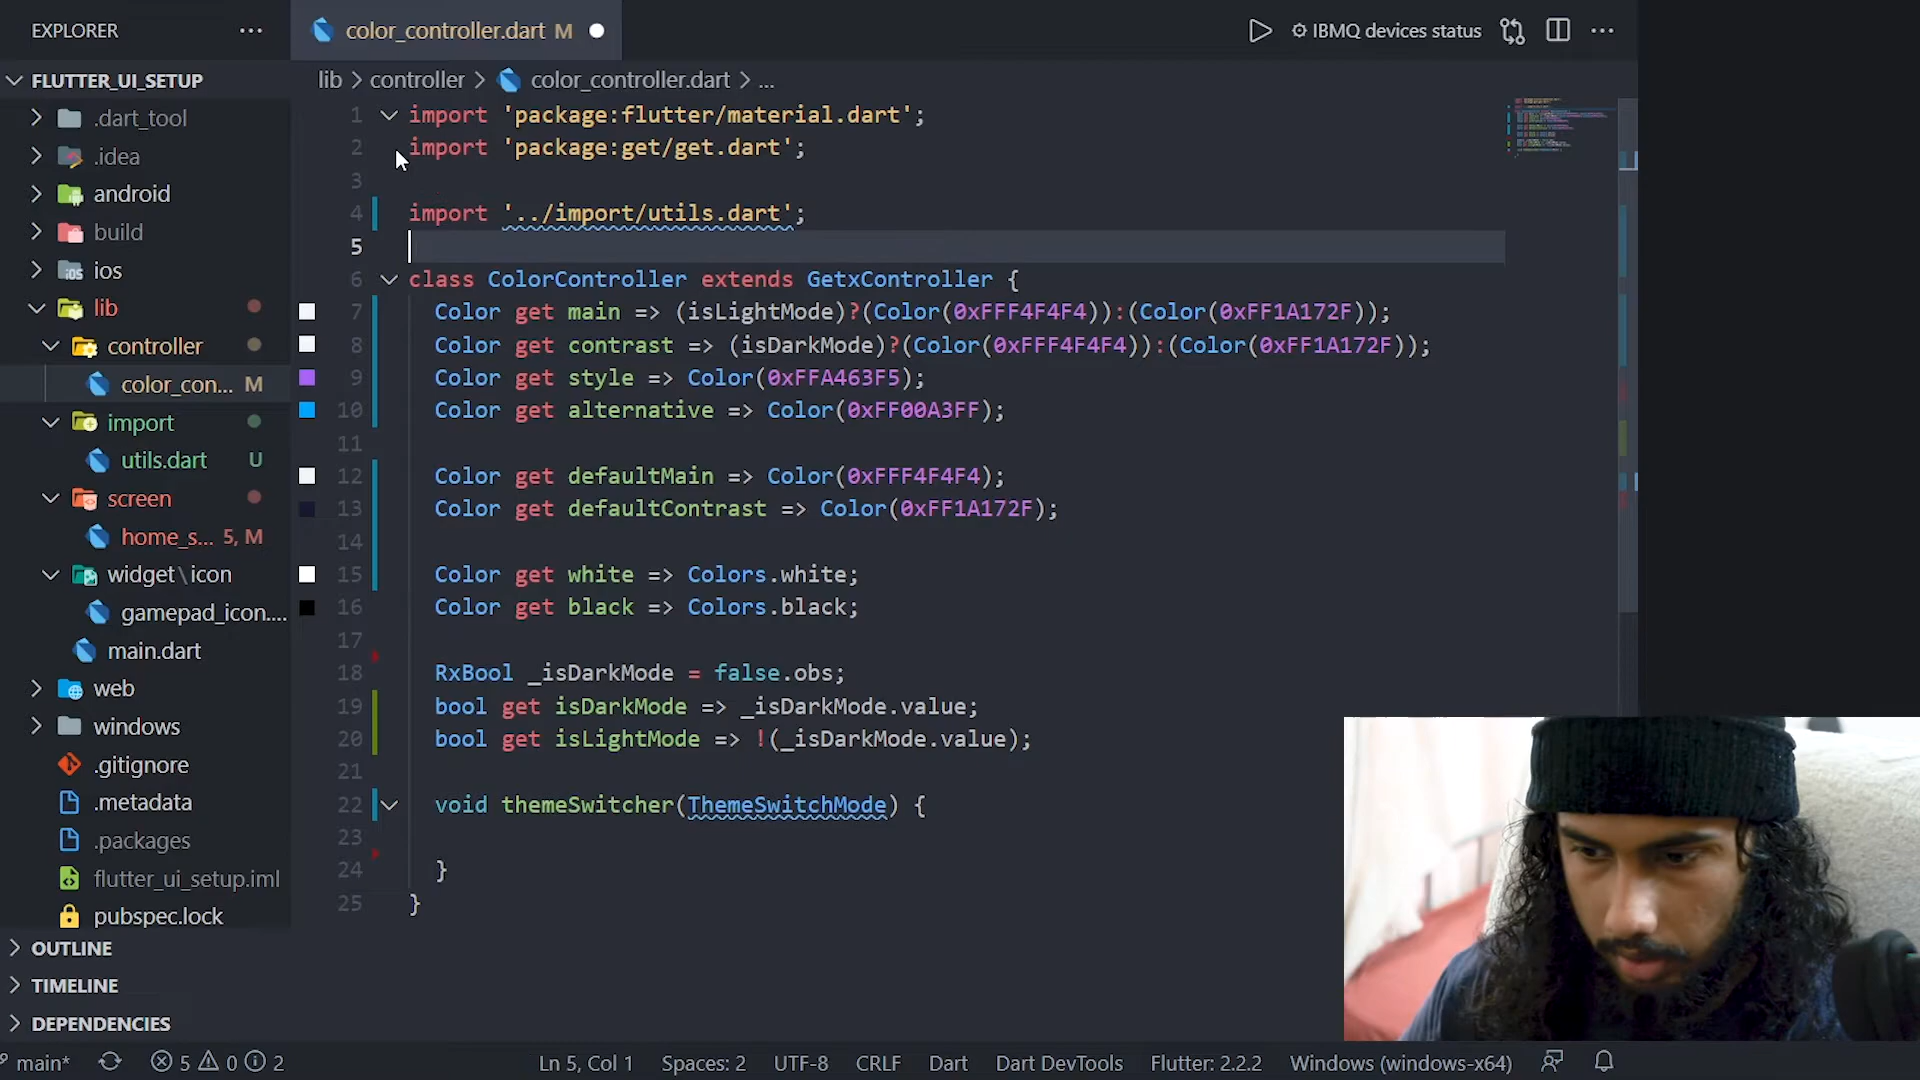 EXPLORER
color_controller.dart M
IBMQ devices status
FLUTTER_UI_SETUP
lib > controller > color_controller.dart > ...
.dart_tool
.idea
android
build
ios
lib
controller
color_con... M
import
utils.dart U
screen
home_s... 5, M
widget\icon
gamepad_icon....
main.dart
web
windows
.gitignore
.metadata
.packages
flutter_ui_setup.iml
pubspec.lock
OUTLINE
TIMELINE
DEPENDENCIES
1 import 'package:flutter/material.dart';
2 import 'package:get/get.dart';
3
4 import '../import/utils.dart';
5
6 class ColorController extends GetxController {
7 Color get main => (isLightMode)?(Color(0xFFF4F4F4)):(Color(0xFF1A172F));
8 Color get contrast => (isDarkMode)?(Color(0xFFF4F4F4)):(Color(0xFF1A172F));
9 Color get style => Color(0xFFA463F5);
10 Color get alternative => Color(0xFF00A3FF);
11
12 Color get defaultMain => Color(0xFFF4F4F4);
13 Color get defaultContrast => Color(0xFF1A172F);
14
15 Color get white => Colors.white;
16 Color get black => Colors.black;
17
18 RxBool _isDarkMode = false.obs;
19 bool get isDarkMode => _isDarkMode.value;
20 bool get isLightMode => !(_isDarkMode.value);
21
22 void themeSwitcher(ThemeSwitchMode) {
23
24 }
25 }
main* 5 0 2 Ln 5, Col 1 Spaces: 2 UTF-8 CRLF Dart Dart DevTools Flutter: 2.2.2 Windows (windows-x64)